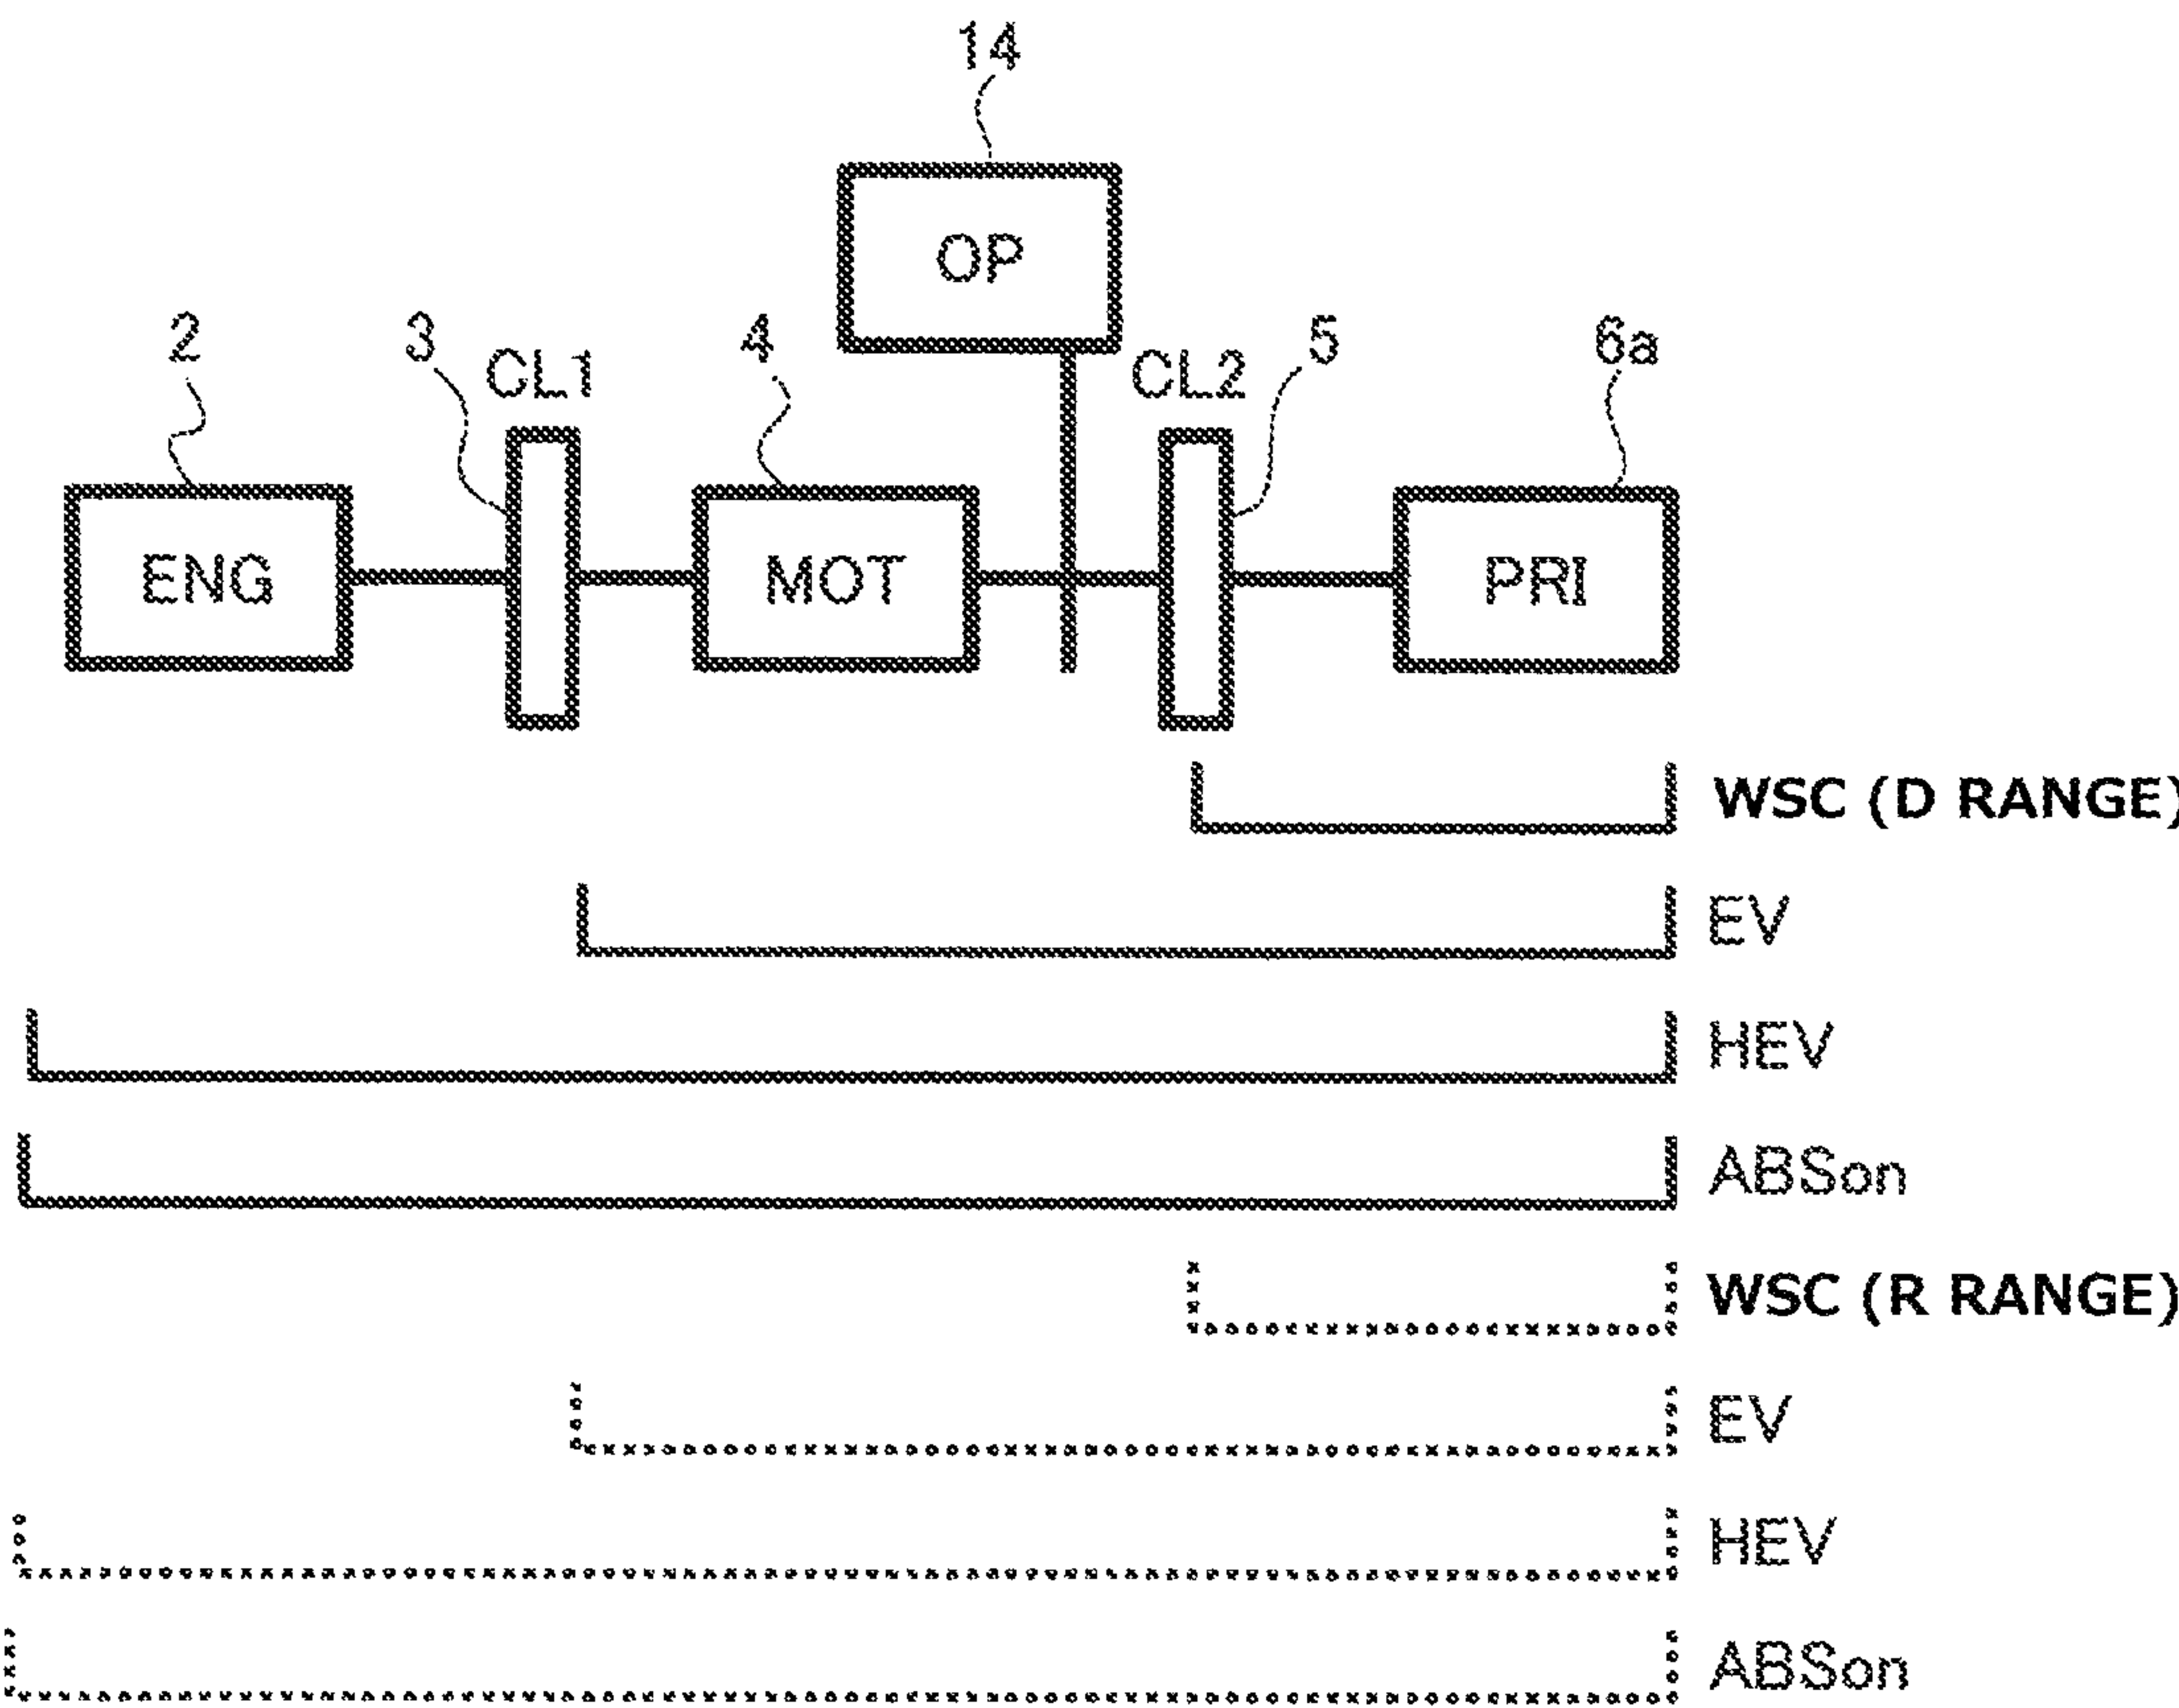 14
OP
2
3
CL1
4
CL2
5
6a
ENG
MOT
PRI
WSC (D RANGE)
EV
HEV
ABSon
WSC (R RANGE)
EV
HEV
ABSon